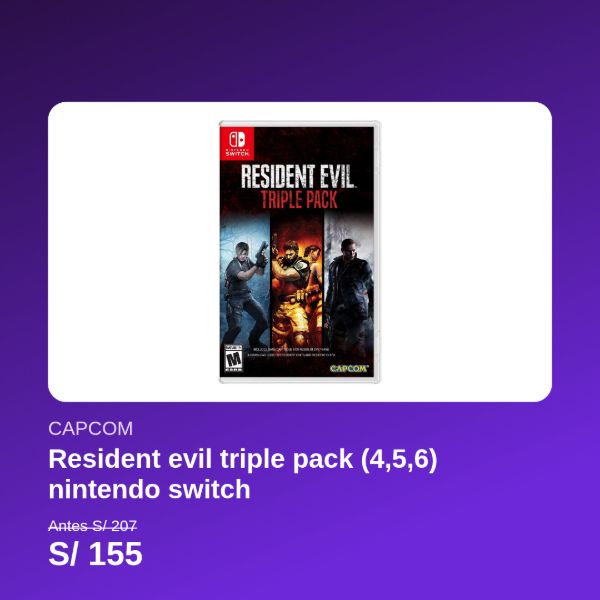 NINTENDO
SWITCH
RESIDENT EVIL
TRIPLE PACK
M
CAPCOM
CAPCOM
Resident evil triple pack (4,5,6)
nintendo switch
Antes S/ 207
S/ 155